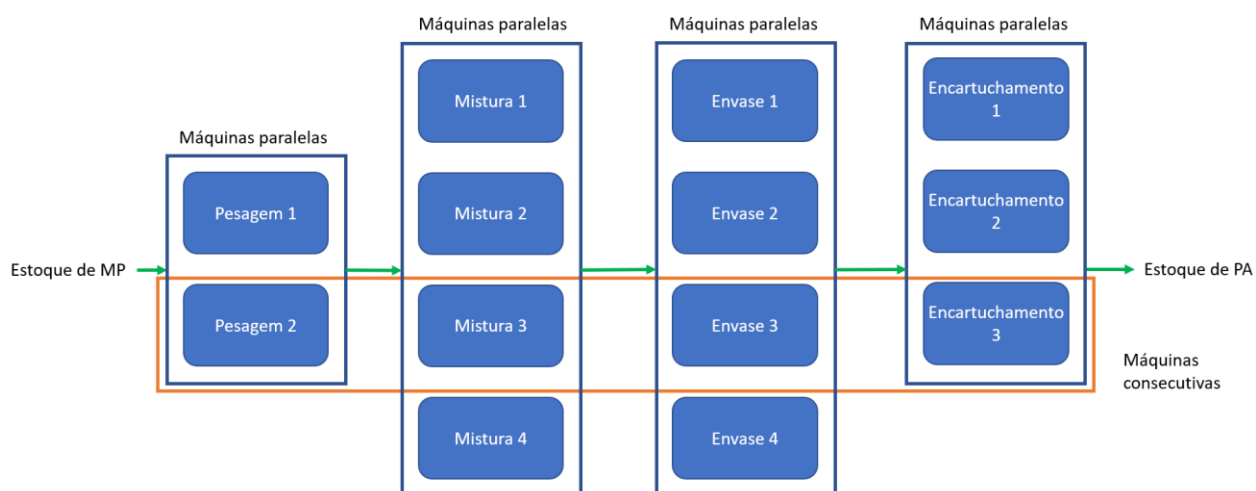 Máquinas paralelas
Pesagem 1
Pesagem 2
Máquinas paralelas
Mistura 1
Mistura 2
Mistura 3
Mistura 4
Máquinas paralelas
Envase 1
Envase 2
Envase 3
Envase 4
Máquinas paralelas
Encartuchamento
1
Encartuchamento
2
Encartuchamento
3
Estoque de MP
Estoque de PA
Máquinas
consecutivas